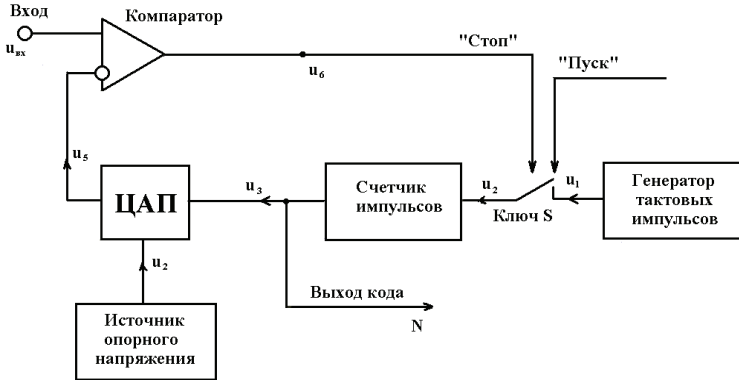 Вход
Компаратор
uвх
"Стоп"
"Пуск"
u6
u5
ЦАП
u3
Счетчик
импульсов
u2
Ключ S
u1
Генератор
тактовых
импульсов
u2
Выход кода
N
Источник
опорного
напряжения